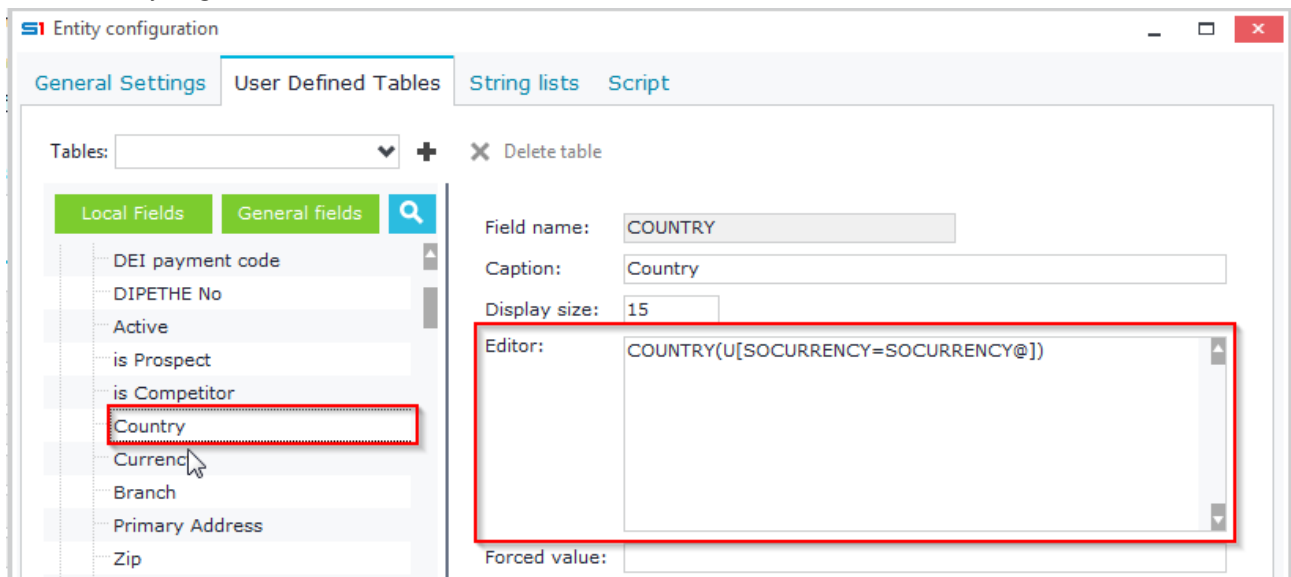 S1 Entity configuration
General Settings User Defined Tables String lists Script
Tables: Delete table
Local Fields General fields
DEI payment code
DIPETHE No
Active
is Prospect
is Competitor
Country
Currenc
Branch
Primary Address
Zip
Field name: COUNTRY
Caption: Country
Display size: 15
Editor: COUNTRY(U[SOCURRENCY=SOCURRENCY@])
Forced value: